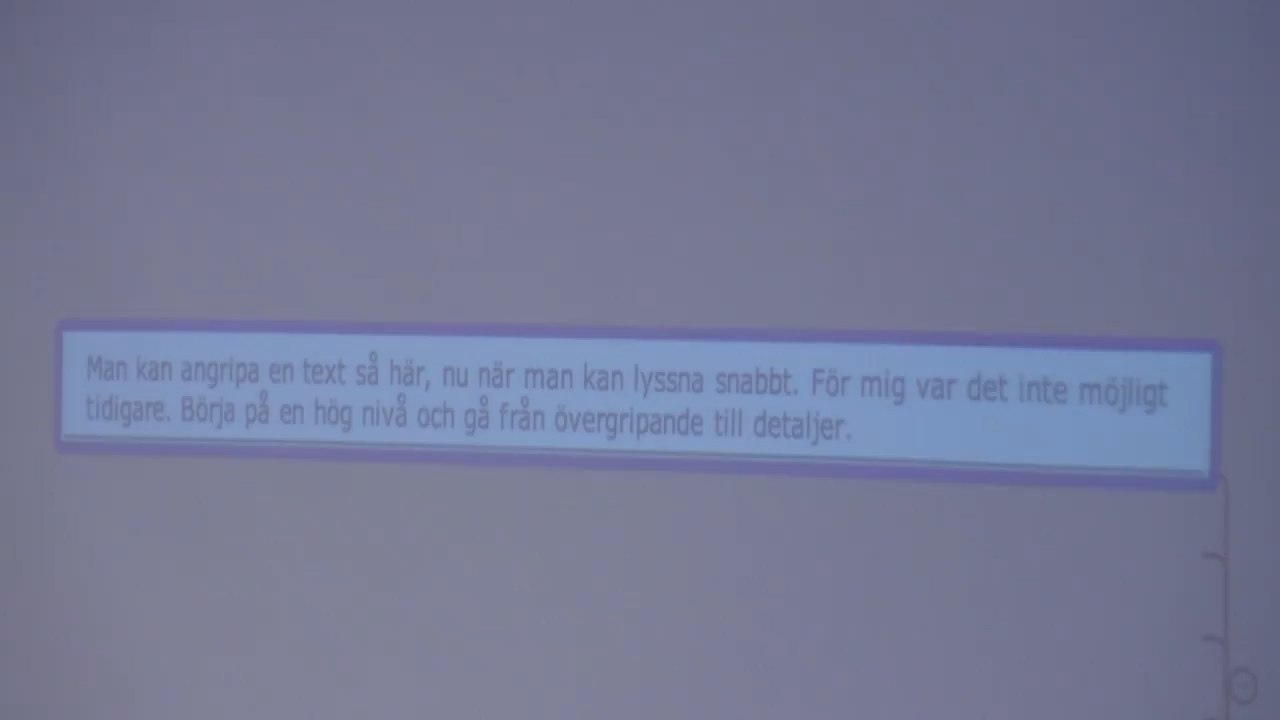 Man kan angripa en text så här, nu när man kan lyssna snabbt. För mig var det inte möjligt
tidigare. Börja på en hög nivå och gå från övergripande till detaljer.